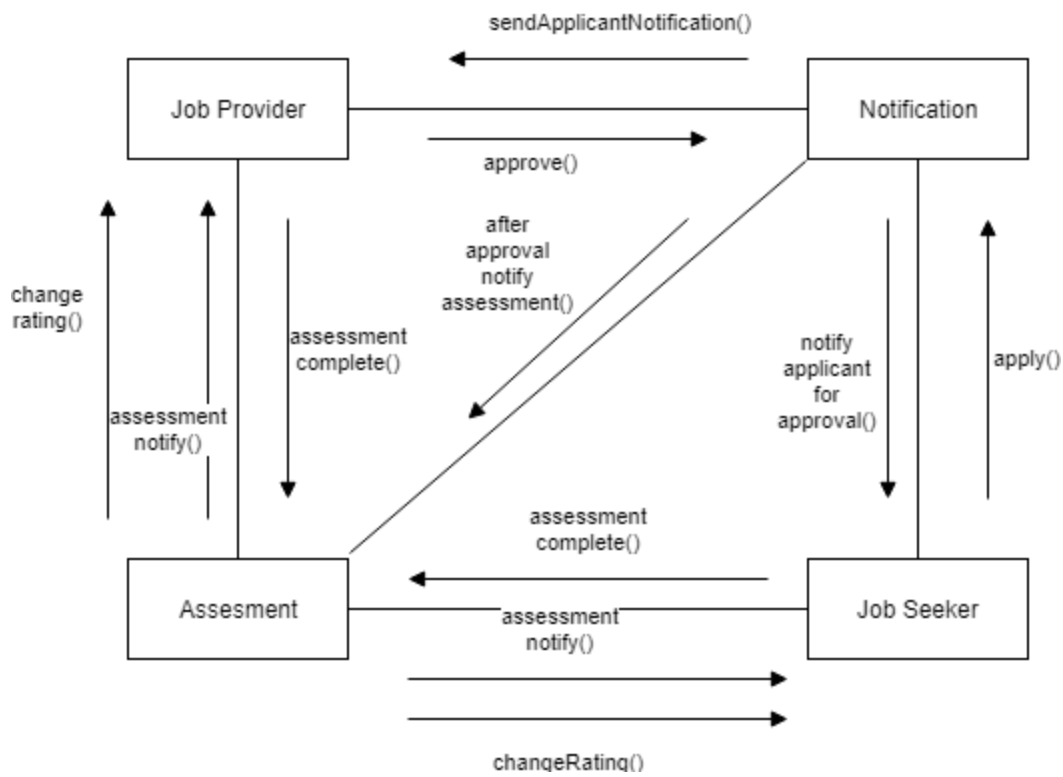 sendApplicantNotification()
Job Provider
Notification
approve()
after
approval
notify
assessment()
change
rating()
assessment
complete()
notify
applicant
for
approval()
apply()
assessment
notify()
assessment
complete()
Assesment
Job Seeker
assessment
notify()
changeRating()